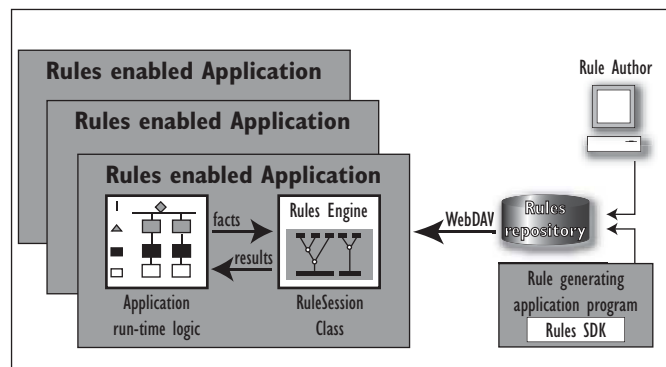 Rules enabled Application
Rules enabled Application
Rules enabled Application
facts
results
Rules Engine
Application
run-time logic
RuleSession
Class
WebDAV
Rule Author
Rules
repository
Rule generating
application program
Rules SDK